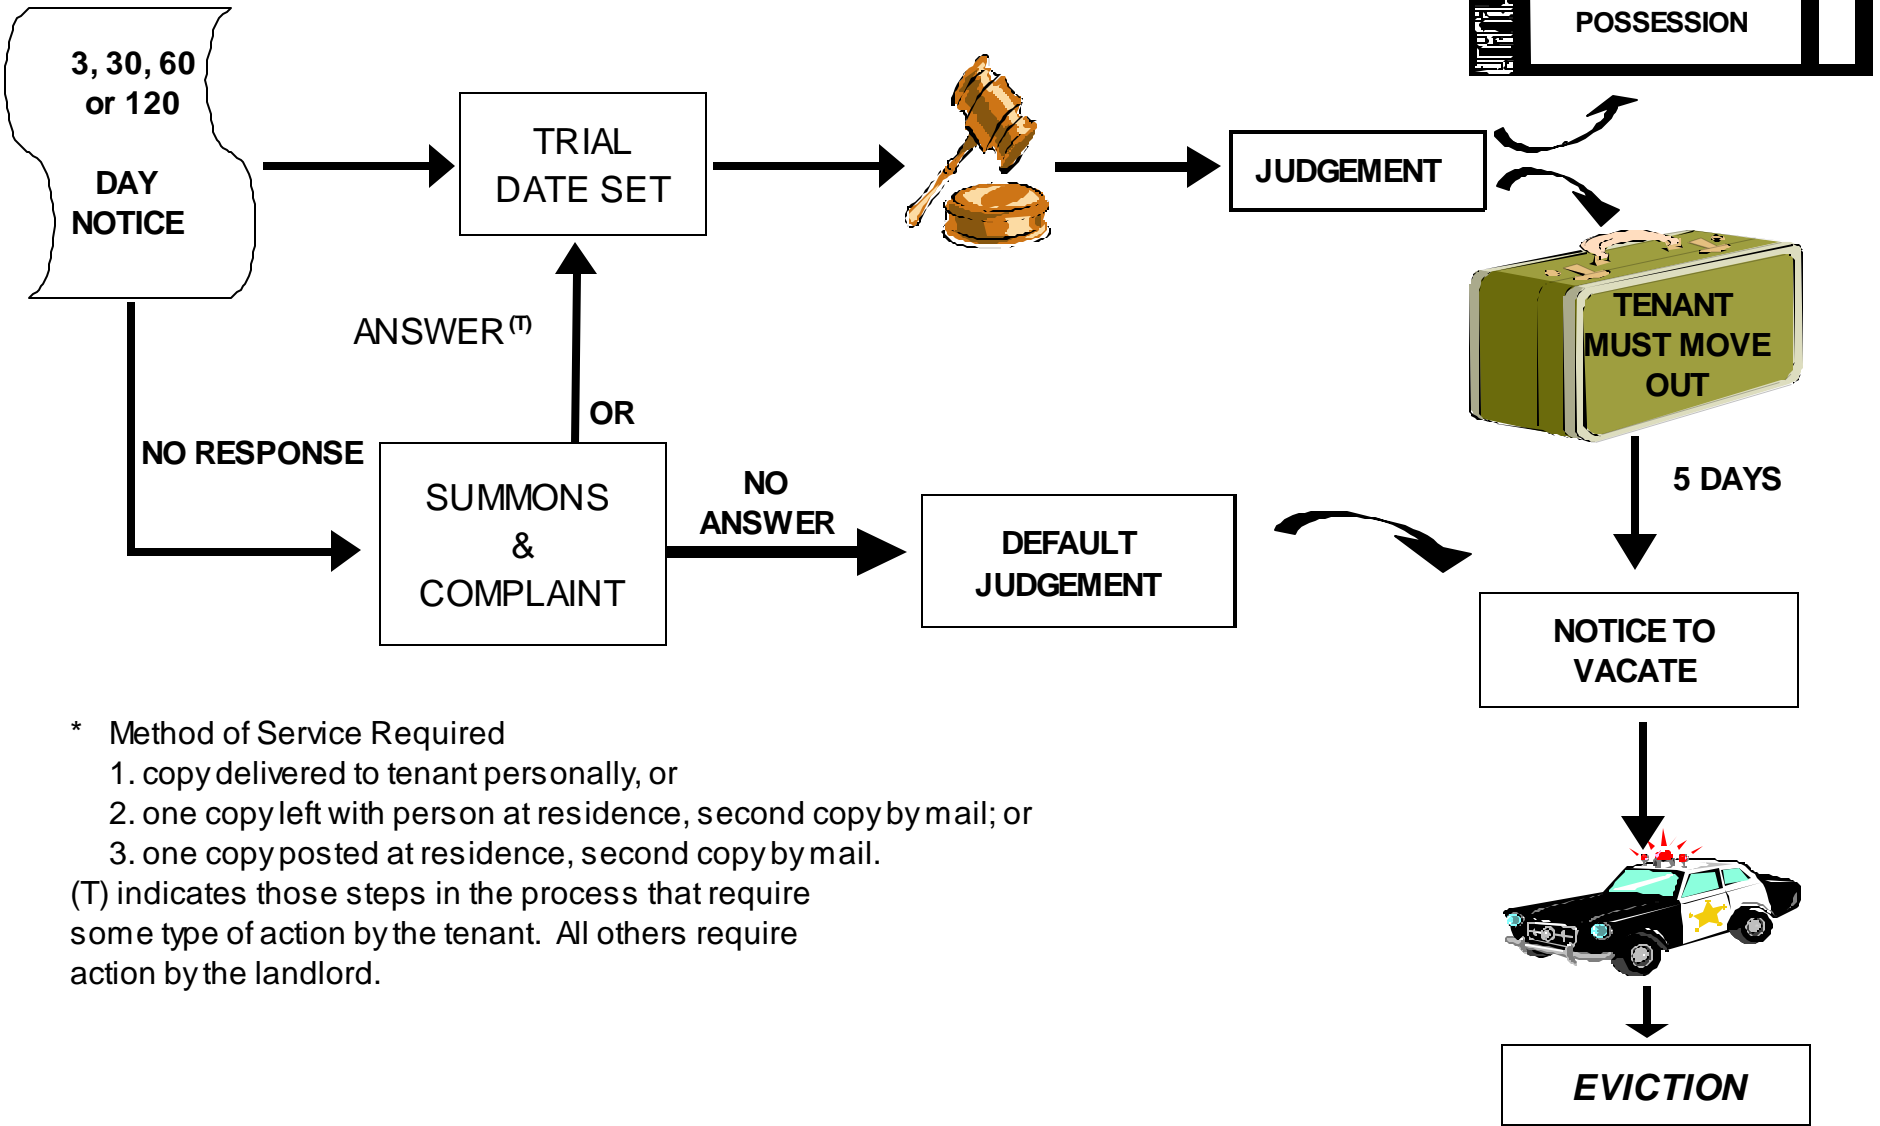 POSSESSION
3, 30, 60
or 120
DAY
NOTICE
TRIAL
DATE SET
JUDGEMENT
TENANT
MUST MOVE
OUT
ANSWER (T)
OR
NO RESPONSE
SUMMONS
&
COMPLAINT
NO
ANSWER
DEFAULT
JUDGEMENT
5 DAYS
NOTICE TO
VACATE
* Method of Service Required
1. copy delivered to tenant personally, or
2. one copy left with person at residence, second copy by mail; or
3. one copy posted at residence, second copy by mail.
(T) indicates those steps in the process that require
some type of action by the tenant. All others require
action by the landlord.
EVICTION